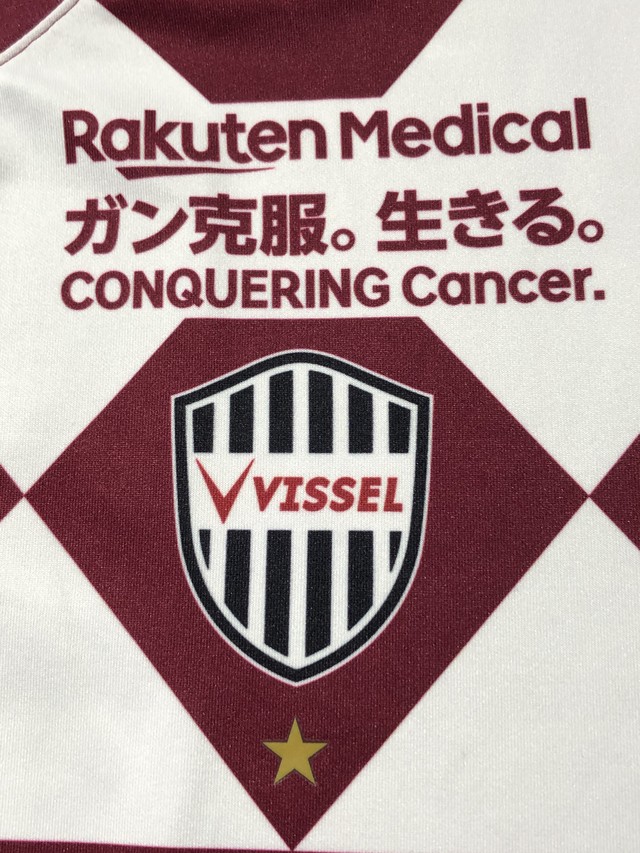 Rakuten Medical
ガン克服。生きる。
CONQUERING Cancer.
VISSEL